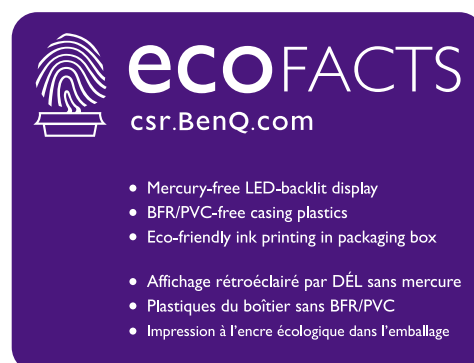 ecoFACTS
csr.BenQ.com
• Mercury-free LED-backlit display
• BFR/PVC-free casing plastics
• Eco-friendly ink printing in packaging box
• Affichage rétroéclairé par DÉL sans mercure
• Plastiques du boîtier sans BFR/PVC
• Impression à l'encre écologique dans l'emballage